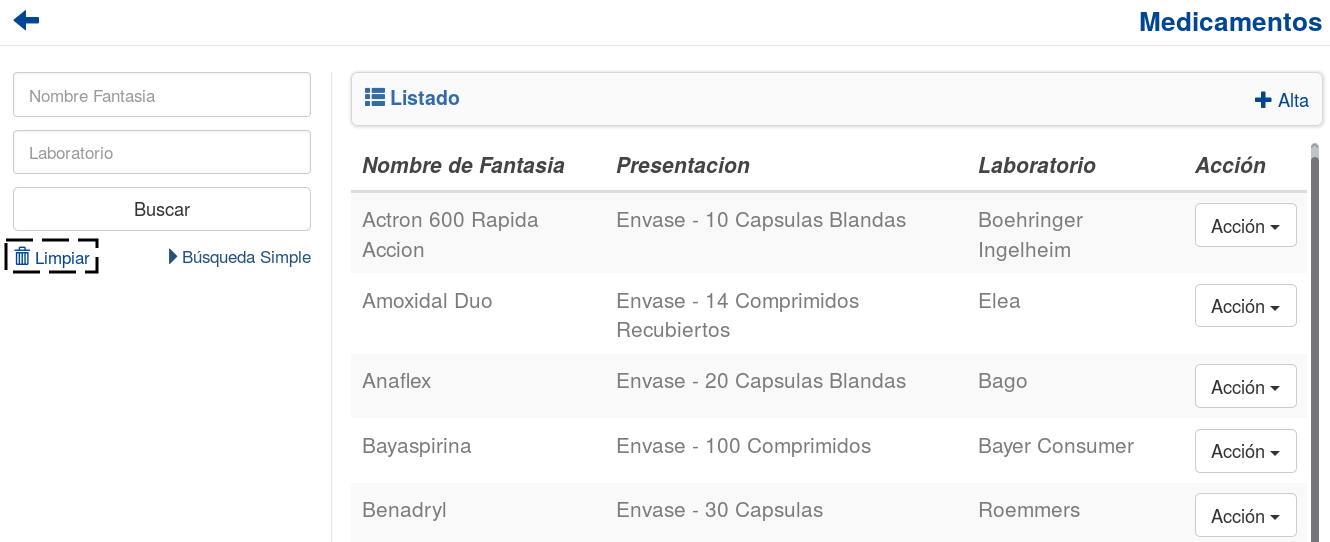 Medicamentos
Nombre Fantasia
Laboratorio
Buscar
Limpiar
Búsqueda Simple
Listado
Alta
Nombre de Fantasia Presentacion Laboratorio Acción
Actron 600 Rapida Envase - 10 Capsulas Blandas Boehringer Acción
Accion Ingelheim
Amoxidal Duo Envase - 14 Comprimidos Elea Acción
Recubiertos
Anaflex Envase - 20 Capsulas Blandas Bago Acción
Bayaspirina Envase - 100 Comprimidos Bayer Consumer Acción
Benadryl Envase - 30 Capsulas Roemmers Acción